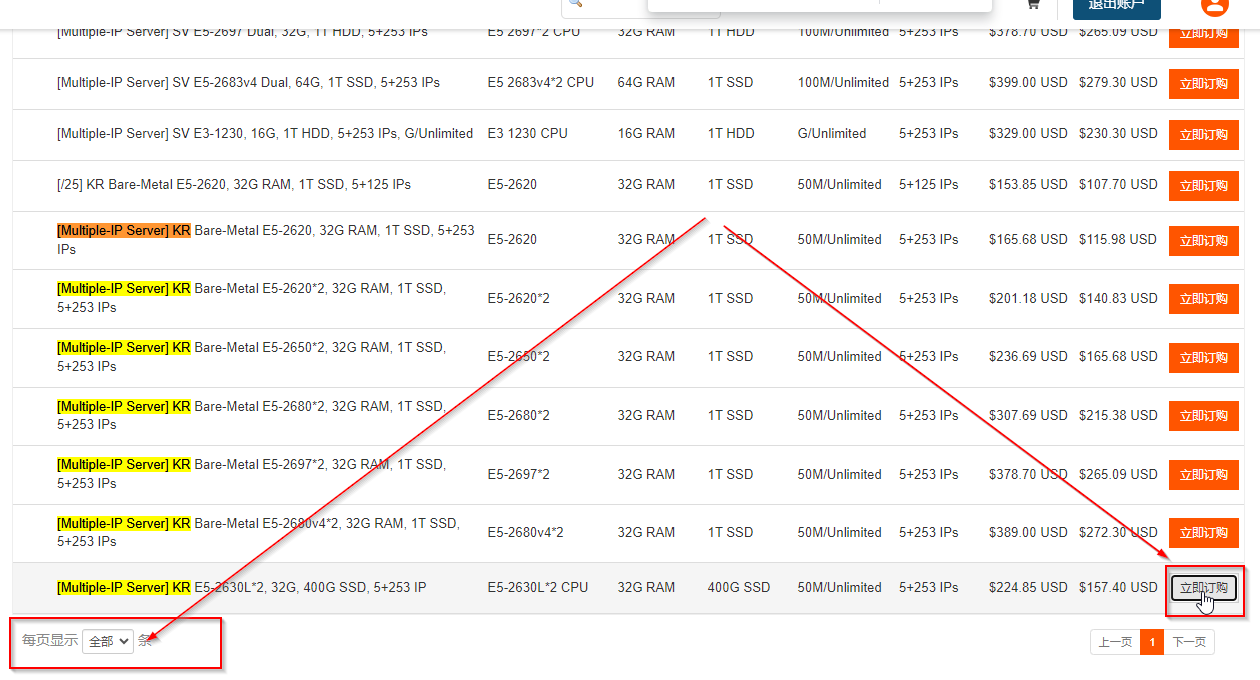 退出账户
[Multiple-IP Server] SV E5-2697 Dual, 32G, 1T HDD, 5+253 IPs E5 2697*2 CPU 32G RAM 1T HDD 100M/Unlimited 5+253 IPs $378.70 USD $265.09 USD 立即订购
[Multiple-IP Server] SV E5-2683v4 Dual, 64G, 1T SSD, 5+253 IPs E5 2683v4*2 CPU 64G RAM 1T SSD 100M/Unlimited 5+253 IPs $399.00 USD $279.30 USD 立即订购
[Multiple-IP Server] SV E3-1230, 16G, 1T HDD, 5+253 IPs, G/Unlimited E3 1230 CPU 16G RAM 1T HDD G/Unlimited 5+253 IPs $329.00 USD $230.30 USD 立即订购
[/25] KR Bare-Metal E5-2620, 32G RAM, 1T SSD, 5+125 IPs E5-2620 32G RAM 1T SSD 50M/Unlimited 5+125 IPs $153.85 USD $107.70 USD 立即订购
[Multiple-IP Server] KR Bare-Metal E5-2620, 32G RAM, 1T SSD, 5+253
IPs E5-2620 32G RAM 1T SSD 50M/Unlimited 5+253 IPs $165.68 USD $115.98 USD 立即订购
[Multiple-IP Server] KR Bare-Metal E5-2620*2, 32G RAM, 1T SSD,
5+253 IPs E5-2620*2 32G RAM 1T SSD 50M/Unlimited 5+253 IPs $201.18 USD $140.83 USD 立即订购
[Multiple-IP Server] KR Bare-Metal E5-2650*2, 32G RAM, 1T SSD,
5+253 IPs E5-2650*2 32G RAM 1T SSD 50M/Unlimited 5+253 IPs $236.69 USD $165.68 USD 立即订购
[Multiple-IP Server] KR Bare-Metal E5-2680*2, 32G RAM, 1T SSD,
5+253 IPs E5-2680*2 32G RAM 1T SSD 50M/Unlimited 5+253 IPs $307.69 USD $215.38 USD 立即订购
[Multiple-IP Server] KR Bare-Metal E5-2697*2, 32G RAM, 1T SSD,
5+253 IPs E5-2697*2 32G RAM 1T SSD 50M/Unlimited 5+253 IPs $378.70 USD $265.09 USD 立即订购
[Multiple-IP Server] KR Bare-Metal E5-2680v4*2, 32G RAM, 1T SSD,
5+253 IPs E5-2680v4*2 32G RAM 1T SSD 50M/Unlimited 5+253 IPs $389.00 USD $272.30 USD 立即订购
[Multiple-IP Server] KR E5-2630L*2, 32G, 400G SSD, 5+253 IP E5-2630L*2 CPU 32G RAM 400G SSD 50M/Unlimited 5+253 IPs $224.85 USD $157.40 USD 立即订购
每页显示 全部 条 上一页 1 下一页